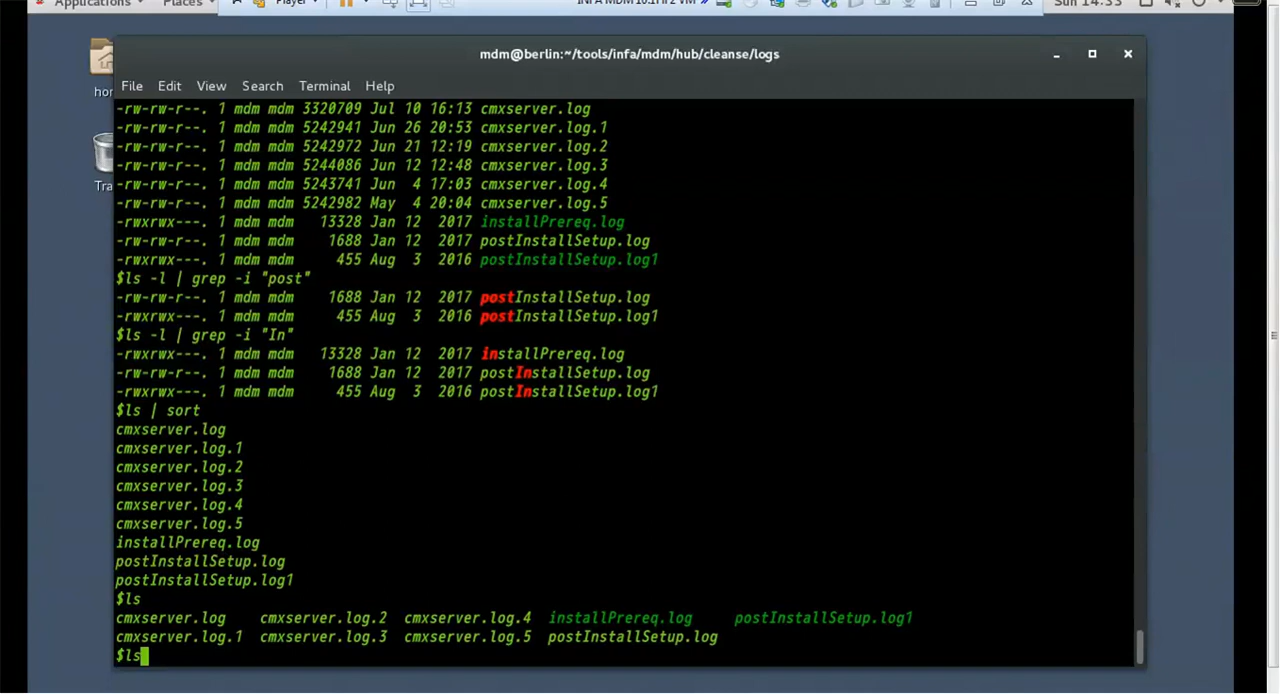 Applications Places Player INFA MDM 10.1HF2 VM Sun 14:33
mdm@berlin:~/tools/infa/mdm/hub/cleanse/logs
File Edit View Search Terminal Help
-rw-rw-r--. 1 mdm mdm 3320709 Jul 10 16:13 cmxserver.log
-rw-rw-r--. 1 mdm mdm 5242941 Jun 26 20:53 cmxserver.log.1
-rw-rw-r--. 1 mdm mdm 5242972 Jun 21 12:19 cmxserver.log.2
-rw-rw-r--. 1 mdm mdm 5244086 Jun 12 12:48 cmxserver.log.3
-rw-rw-r--. 1 mdm mdm 5243741 Jun 4 17:03 cmxserver.log.4
-rw-rw-r--. 1 mdm mdm 5242982 May 4 20:04 cmxserver.log.5
-rwxrwx---. 1 mdm mdm 13328 Jan 12 2017 installPrereq.log
-rw-rw-r--. 1 mdm mdm 1688 Jan 12 2017 postInstallSetup.log
-rwxrwx---. 1 mdm mdm 455 Aug 3 2016 postInstallSetup.log1
$ls -l | grep -i "post"
-rw-rw-r--. 1 mdm mdm 1688 Jan 12 2017 postInstallSetup.log
-rwxrwx---. 1 mdm mdm 455 Aug 3 2016 postInstallSetup.log1
$ls -l | grep -i "In"
-rwxrwx---. 1 mdm mdm 13328 Jan 12 2017 installPrereq.log
-rw-rw-r--. 1 mdm mdm 1688 Jan 12 2017 postInstallSetup.log
-rwxrwx---. 1 mdm mdm 455 Aug 3 2016 postInstallSetup.log1
$ls | sort
cmxserver.log
cmxserver.log.1
cmxserver.log.2
cmxserver.log.3
cmxserver.log.4
cmxserver.log.5
installPrereq.log
postInstallSetup.log
postInstallSetup.log1
$ls
cmxserver.log cmxserver.log.2 cmxserver.log.4 installPrereq.log postInstallSetup.log1
cmxserver.log.1 cmxserver.log.3 cmxserver.log.5 postInstallSetup.log
$ls
hor
Tra